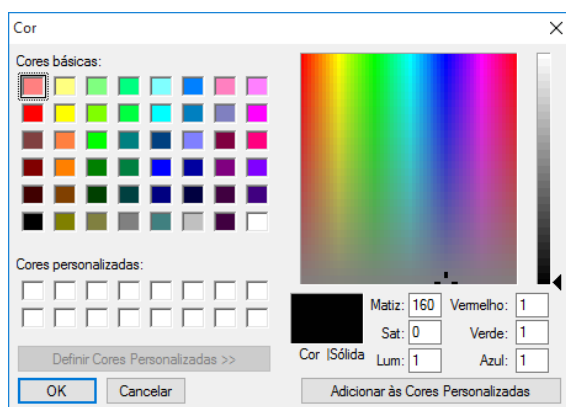 Cor
Cores básicas:
Cores personalizadas:
Definir Cores Personalizadas >>
OK Cancelar
Cor |Sólida
Matiz: 160 Vermelho: 1
Sat: 0 Verde: 1
Lum: 1 Azul: 1
Adicionar às Cores Personalizadas